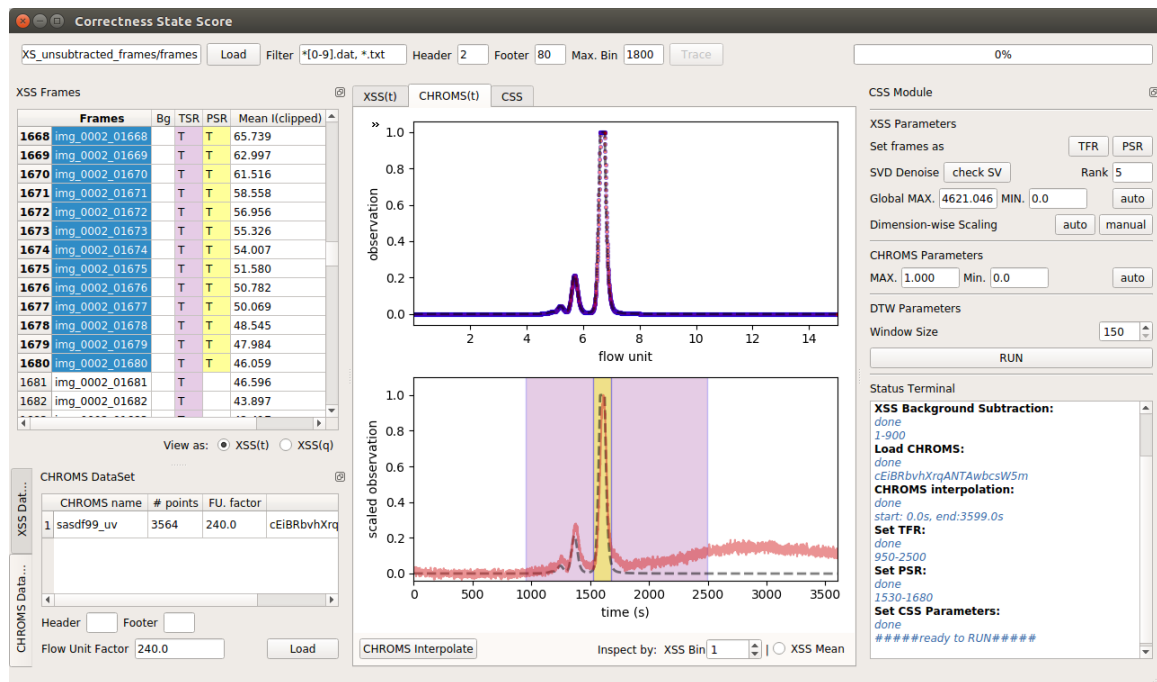 Correctness State Score
XS_unsubtracted_frames/frames Load Filter *[0-9].dat, *.txt Header 2 Footer 80 Max. Bin 1800 Trace 0%
XSS Frames
Frames Bg TSR PSR Mean I(clipped)
1668 img_0002_01668 T T 65.739
1669 img_0002_01669 T T 62.997
1670 img_0002_01670 T T 61.516
1671 img_0002_01671 T T 58.558
1672 img_0002_01672 T T 56.956
1673 img_0002_01673 T T 55.326
1674 img_0002_01674 T T 54.007
1675 img_0002_01675 T T 51.580
1676 img_0002_01676 T T 50.782
1677 img_0002_01677 T T 50.069
1678 img_0002_01678 T T 48.545
1679 img_0002_01679 T T 47.984
1680 img_0002_01680 T T 46.059
1681 img_0002_01681 T 46.596
1682 img_0002_01682 T 43.897
View as: XSS(t) XSS(q)
XSS Dat...
CHROMS Data...
CHROMS DataSet
CHROMS name # points FU. factor
1 sasdf99_uv 3564 240.0 cEiBRbvhXrq
Header Footer
Flow Unit Factor 240.0 Load
XSS(t) CHROMS(t) CSS
»
observation
1.0
0.8
0.6
0.4
0.2
0.0
2 4 6 8 10 12 14
flow unit
scaled observation
1.0
0.8
0.6
0.4
0.2
0.0
0 500 1000 1500 2000 2500 3000 3500
time (s)
CHROMS Interpolate Inspect by: XSS Bin 1 | XSS Mean
CSS Module
XSS Parameters
Set frames as TFR PSR
SVD Denoise check SV Rank 5
Global MAX. 4621.046 MIN. 0.0 auto
Dimension-wise Scaling auto manual
CHROMS Parameters
MAX. 1.000 Min. 0.0 auto
DTW Parameters
Window Size 150
RUN
Status Terminal
XSS Background Subtraction:
done
1-900
Load CHROMS:
done
cEiBRbvhXrqANTAwbcsW5m
CHROMS interpolation:
done
start: 0.0s, end:3599.0s
Set TFR:
done
950-2500
Set PSR:
done
1530-1680
Set CSS Parameters:
done
#####ready to RUN#####